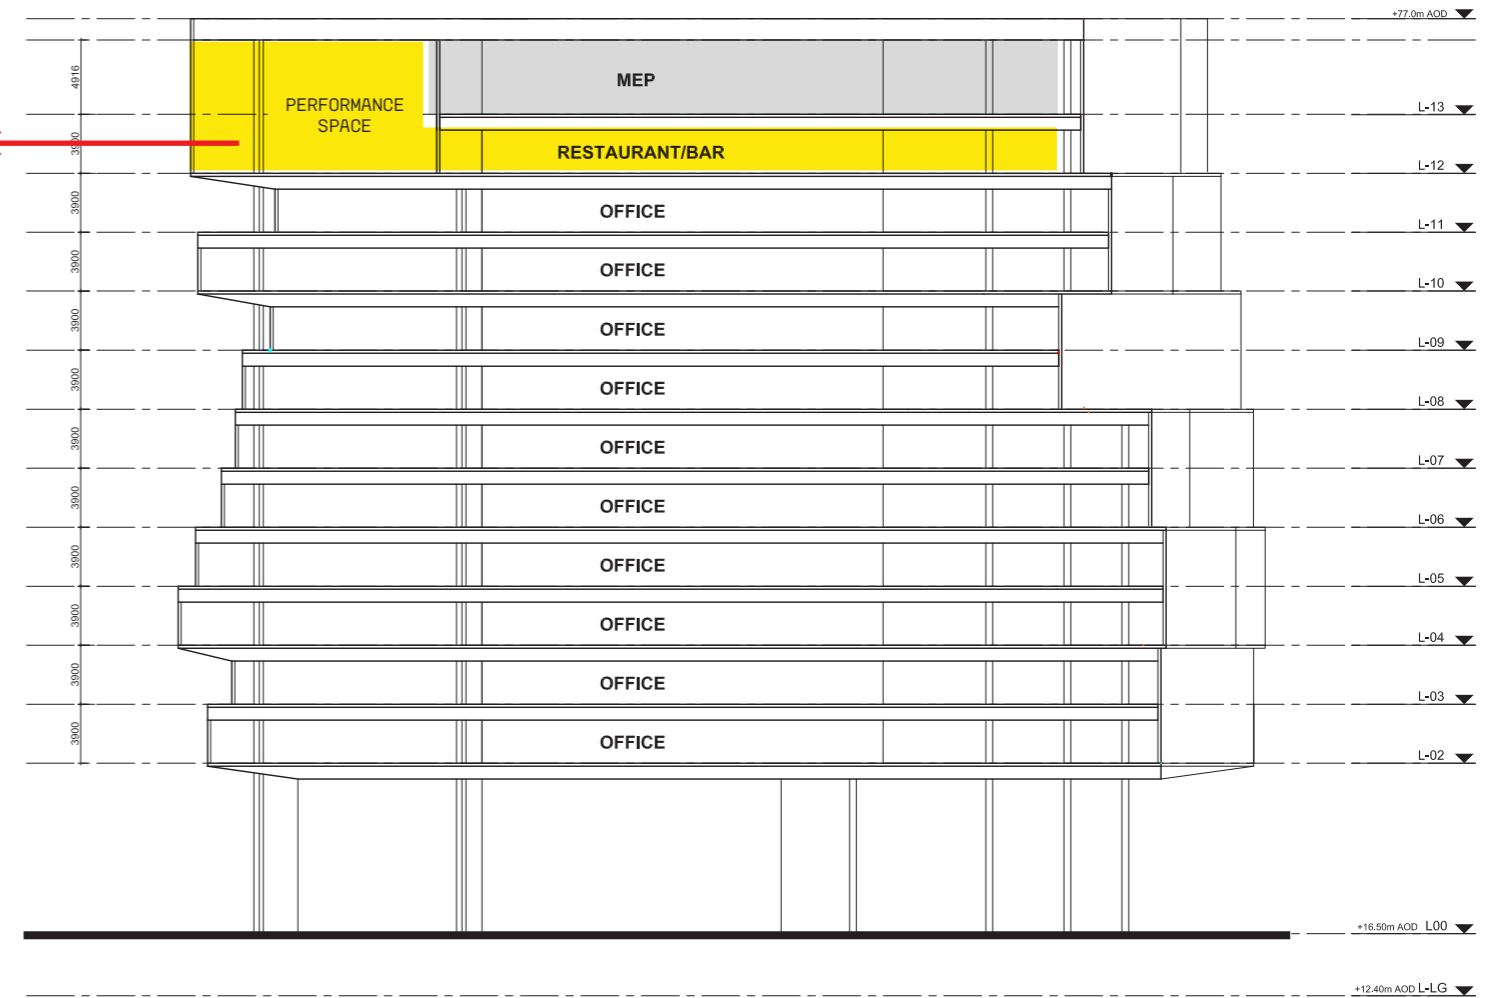 +77.0m AOD
4916
MEP
PERFORMANCE
SPACE
L-13
3900
RESTAURANT/BAR
L-12
3900
OFFICE
L-11
3900
OFFICE
L-10
3900
OFFICE
L-09
3900
OFFICE
L-08
3900
OFFICE
L-07
3900
OFFICE
L-06
3900
OFFICE
L-05
3900
OFFICE
L-04
3900
OFFICE
L-03
3900
OFFICE
L-02
+16.50m AOD L00
+12.40m AOD L-LG